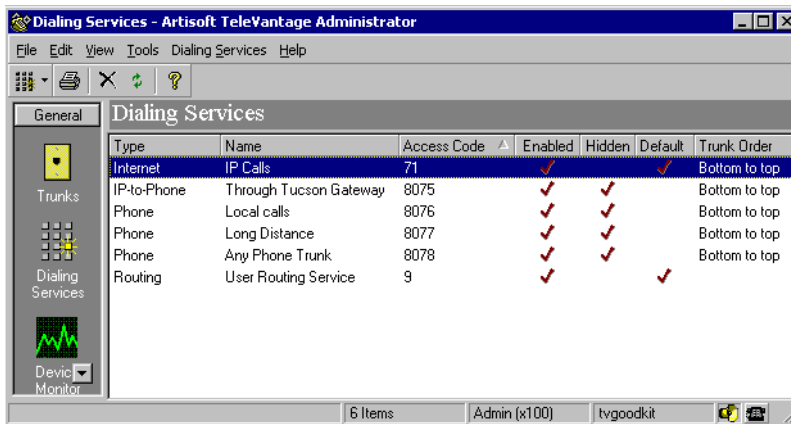 Dialing Services - Artisoft TeleVantage Administrator
File Edit View Tools Dialing Services Help
General
Dialing Services
Type Name Access Code Enabled Hidden Default Trunk Order
Internet IP Calls 71 Bottom to top
IP-to-Phone Through Tucson Gateway 8075 Bottom to top
Phone Local calls 8076 Bottom to top
Phone Long Distance 8077 Bottom to top
Phone Any Phone Trunk 8078 Bottom to top
Routing User Routing Service 9
Trunks
Dialing
Services
Devic
Monitor
6 Items Admin (x100) tvgoodkit